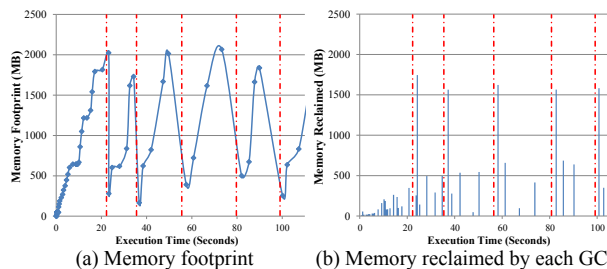 Memory Footprint (MB)
2500
2000
1500
1000
500
0
0 20 40 60 80 100
Execution Time (Seconds)
(a) Memory footprint
Memory Reclaimed (MB)
2500
2000
1500
1000
500
0
0 20 40 60 80 100
Execution Time (Seconds)
(b) Memory reclaimed by each GC